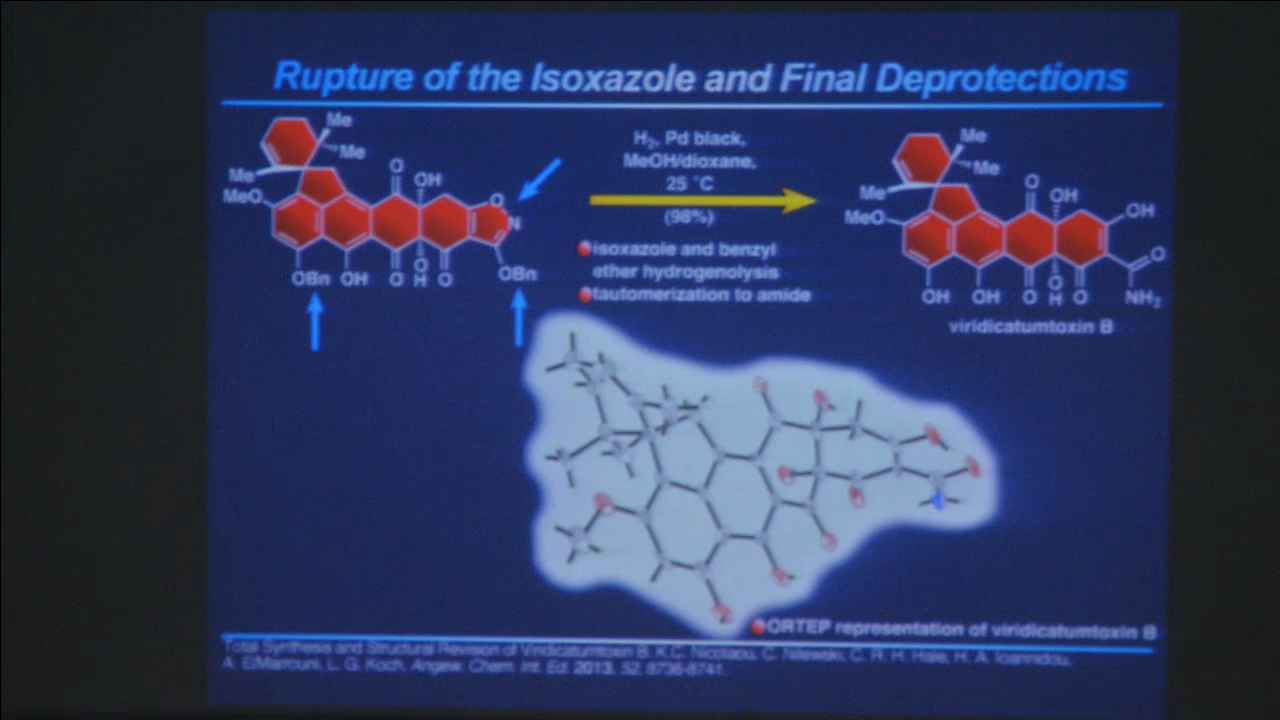 Rupture of the Isoxazole and Final Deprotections
Me
Me
Me
MeO
O
OH
O
N
OBn
OH
O
O
H
O
OBn
H₂, Pd black,
MeOH/dioxane,
25 °C
(98%)
isoxazole and benzyl
ether hydrogenolysis
tautomerization to amide
Me
Me
Me
MeO
O
OH
OH
O
OH
OH
O
O
H
O
NH₂
viridicatumtoxin B
ORTEP representation of viridicatumtoxin B
Total Synthesis and Structural Revision of Viridicatumtoxin B, K.C. Nicolaou, C. Nilewski, C. R. H. Hale, H. A. Ioannidou,
A. ElMarrouni, L. G. Koch, Angew. Chem. Int. Ed. 2013, 52, 8736-8741.